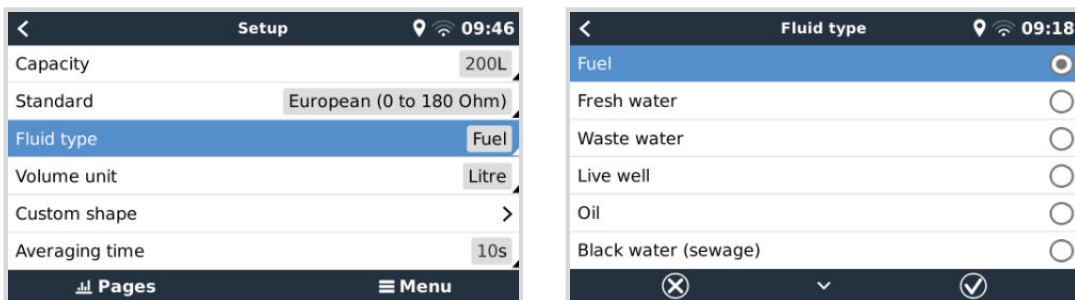 Setup 09:46
Capacity 200L
Standard European (0 to 180 Ohm)
Fluid type Fuel
Volume unit Litre
Custom shape
Averaging time 10s
Pages Menu
Fluid type 09:18
Fuel
Fresh water
Waste water
Live well
Oil
Black water (sewage)